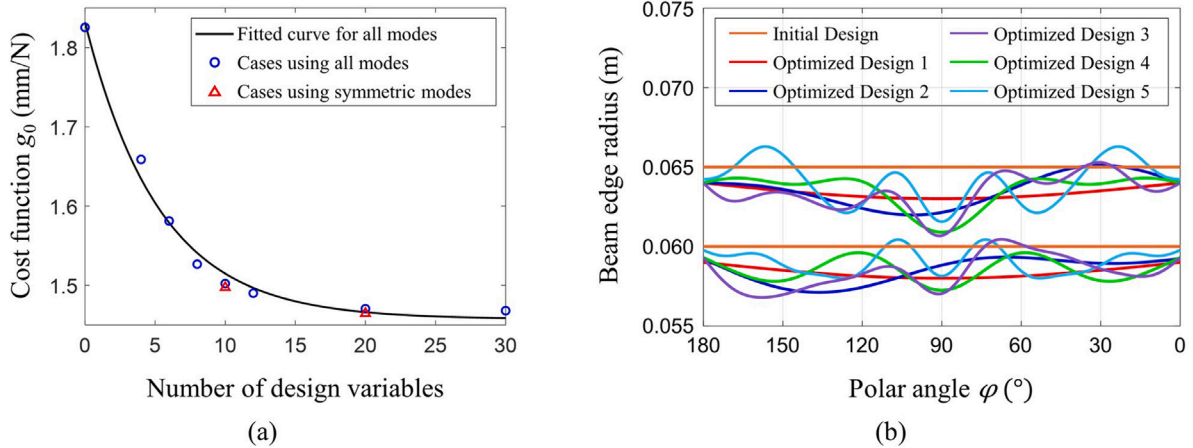 Cost function g₀ (mm/N)
1.8
1.7
1.6
1.5
Fitted curve for all modes
Cases using all modes
Cases using symmetric modes
0 5 10 15 20 25 30
Number of design variables
(a)
Beam edge radius (m)
0.075
0.070
0.065
0.060
0.055
Initial Design
Optimized Design 1
Optimized Design 2
Optimized Design 3
Optimized Design 4
Optimized Design 5
180 150 120 90 60 30 0
Polar angle φ (°)
(b)